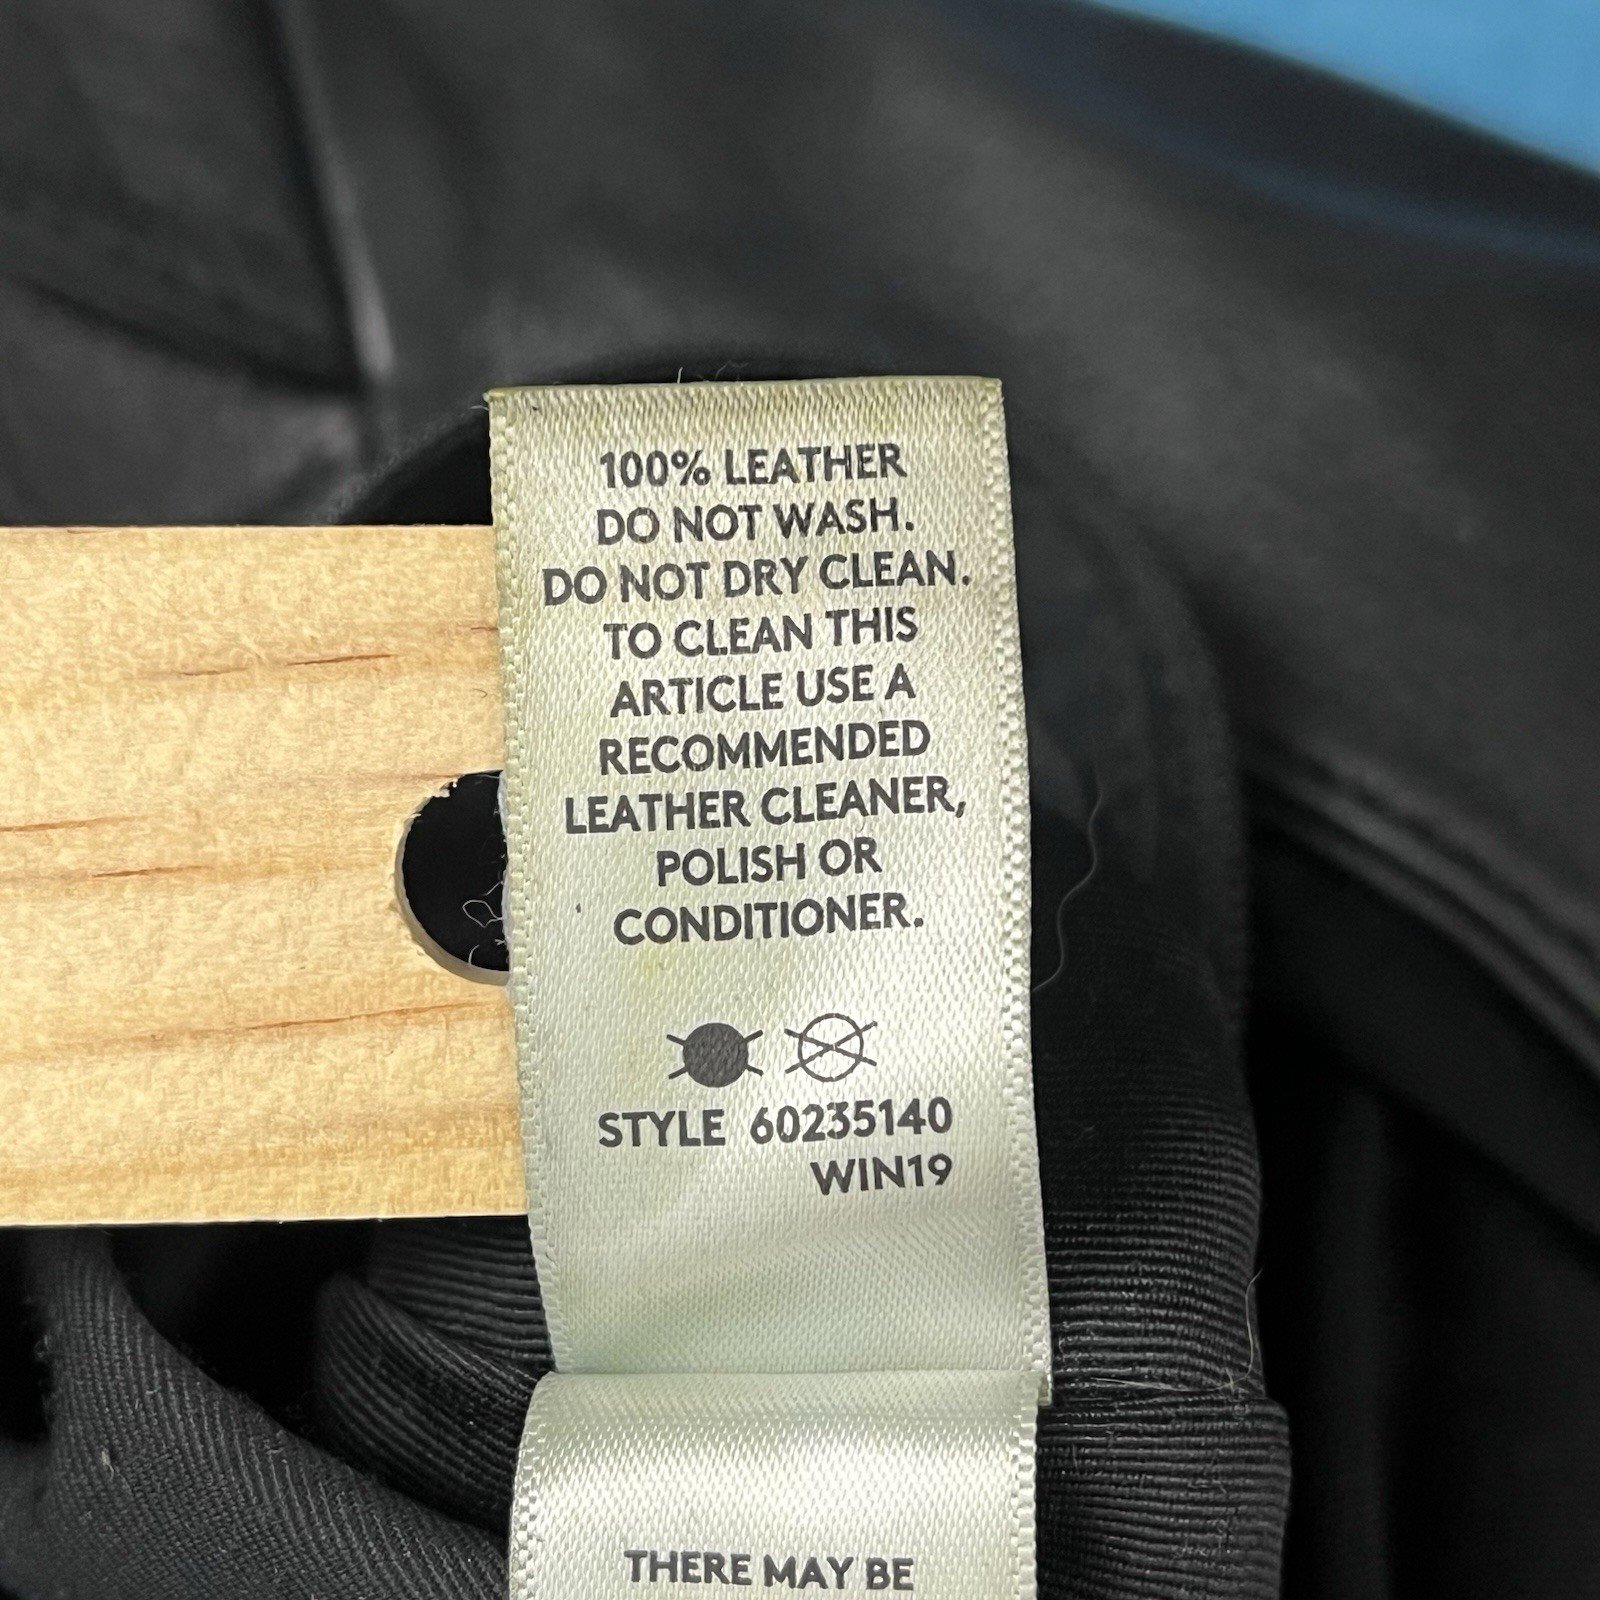 100% LEATHER
DO NOT WASH.
DO NOT DRY CLEAN.
TO CLEAN THIS
ARTICLE USE A
RECOMMENDED
LEATHER CLEANER,
POLISH OR
CONDITIONER.
STYLE 60235140
WIN19
THERE MAY BE